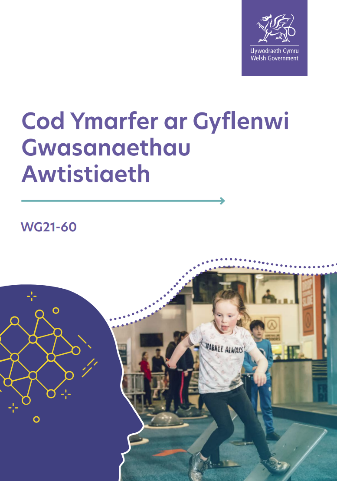 Llywodraeth Cymru
Welsh Government
Cod Ymarfer ar Gyflenwi
Gwasanaethau
Awtistiaeth
WG21-60